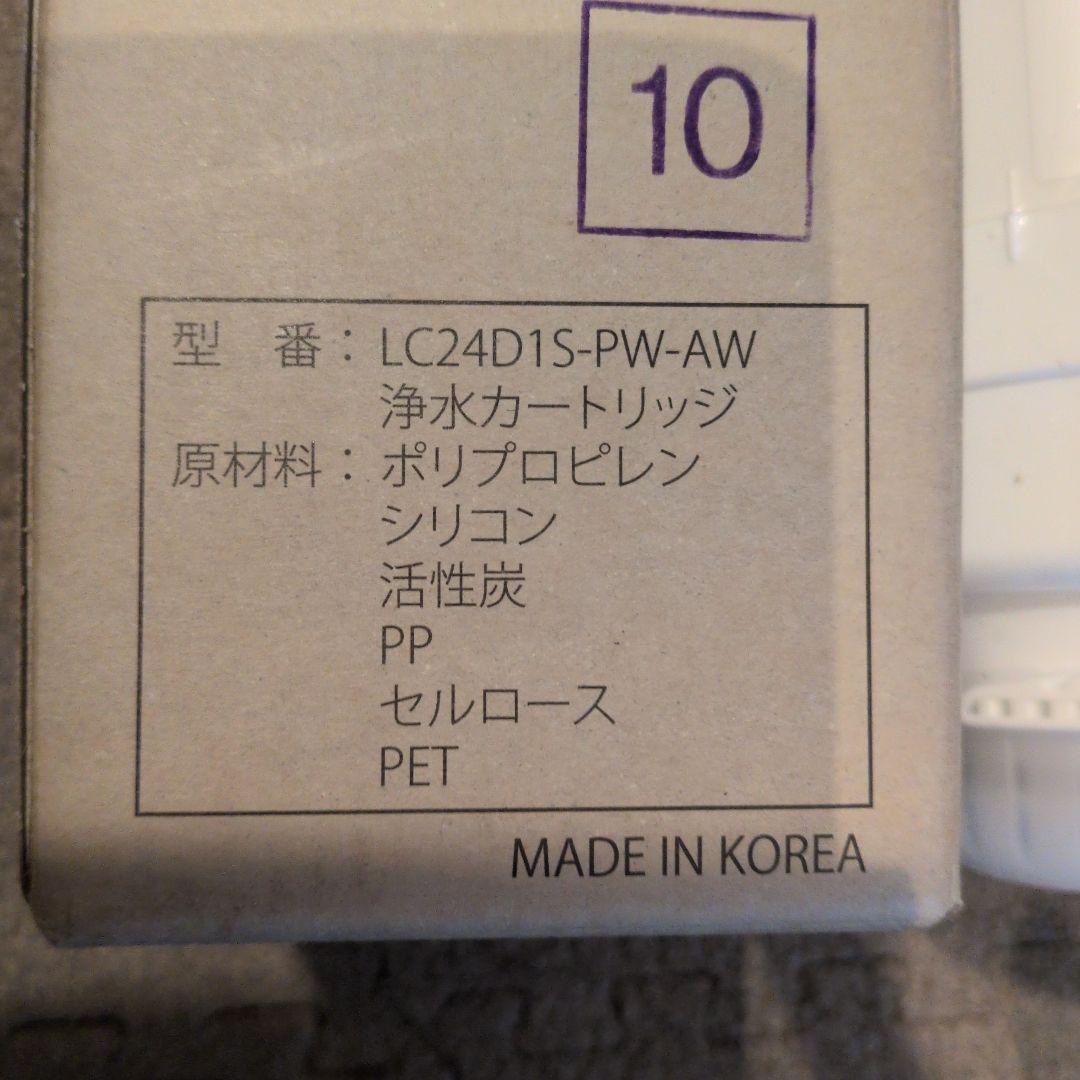 10
型　番：LC24D1S-PW-AW
浄水カートリッジ
原材料：ポリプロピレン
シリコン
活性炭
PP
セルロース
PET
MADE IN KOREA